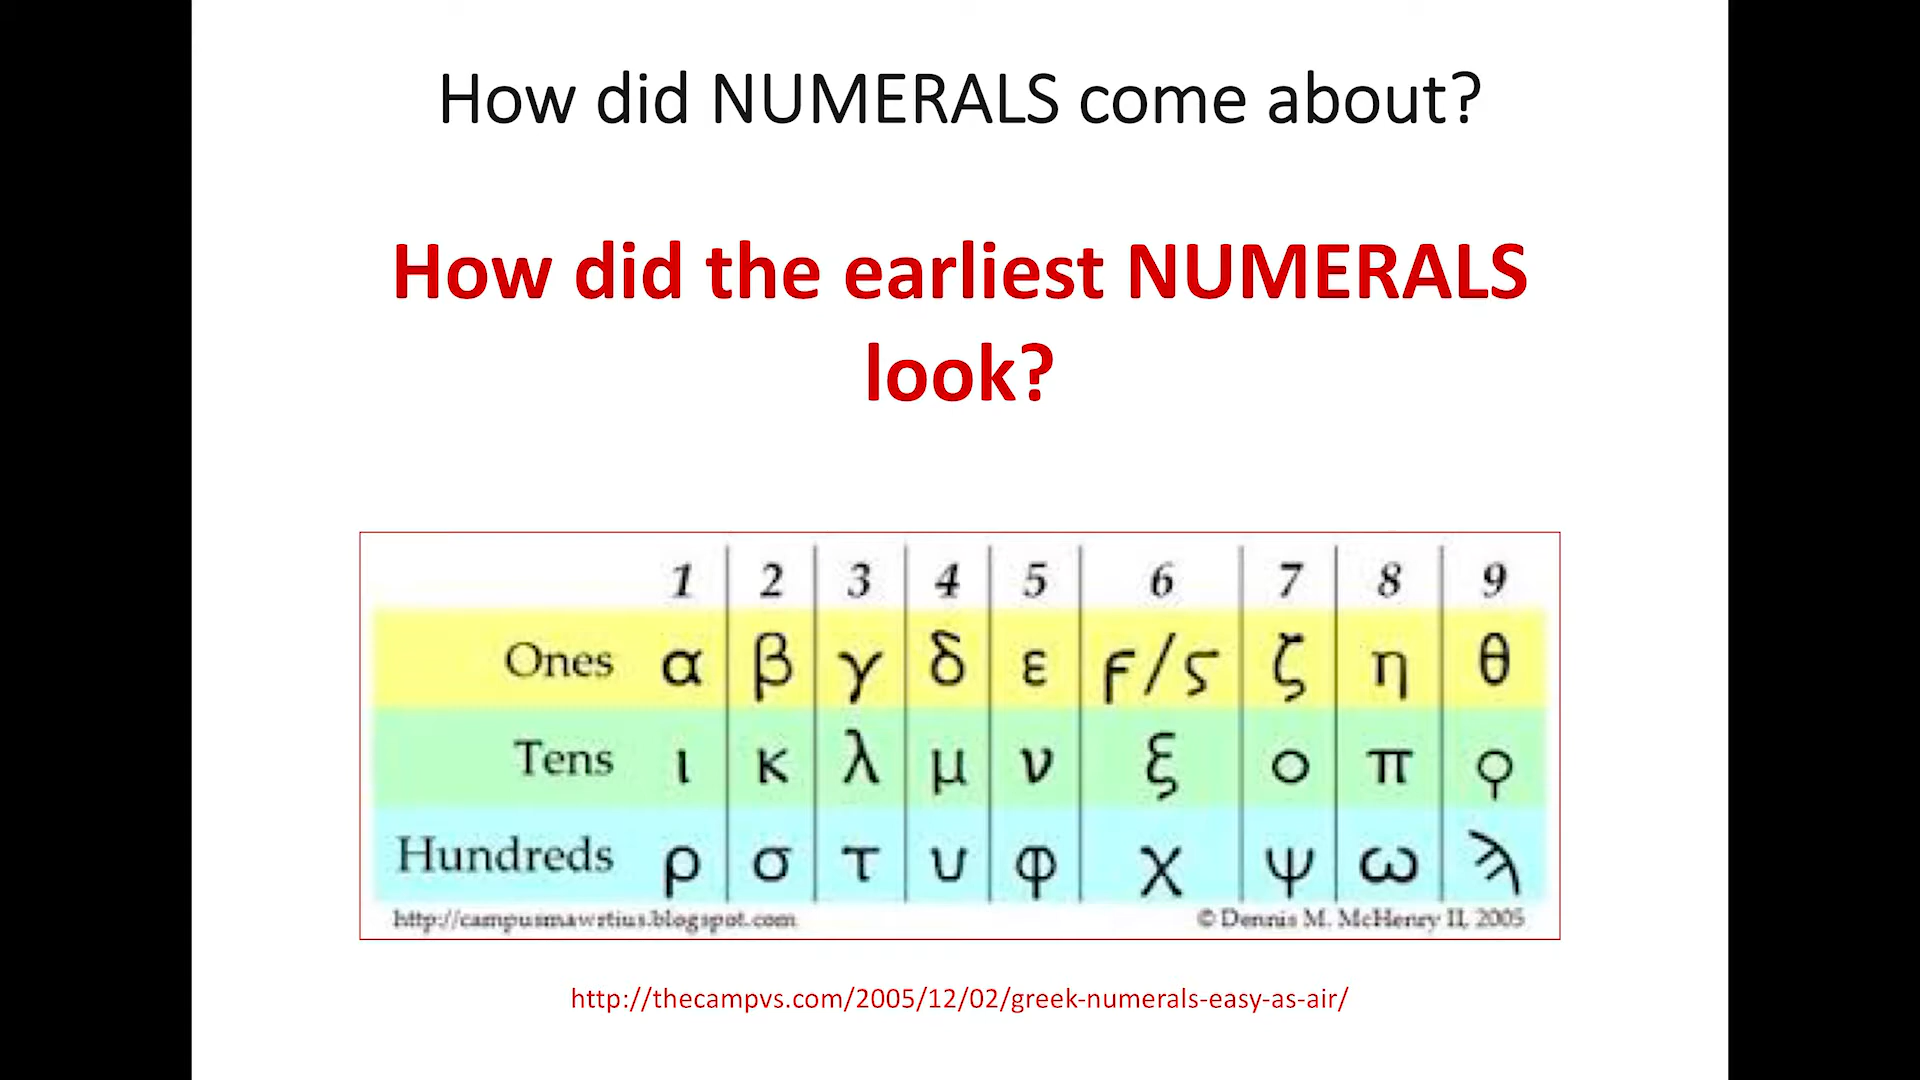 How did NUMERALS come about?
How did the earliest NUMERALS
look?
1 2 3 4 5 6 7 8 9
Ones α β γ δ ε ϝ/ϛ ζ η θ
Tens ι κ λ μ ν ξ ο π ϙ
Hundreds ρ σ τ υ φ χ ψ ω ϡ
http://campusmawrtius.blogspot.com © Dennis M. McHenry II, 2005
http://thecampvs.com/2005/12/02/greek-numerals-easy-as-air/